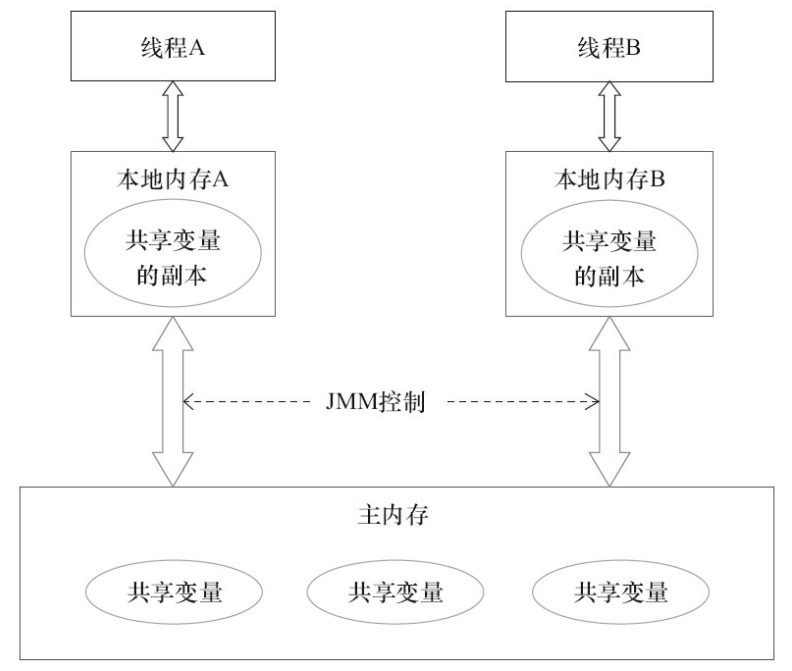 线程A
线程B
本地内存A
本地内存B
共享变量
的副本
共享变量
的副本
JMM控制
主内存
共享变量
共享变量
共享变量